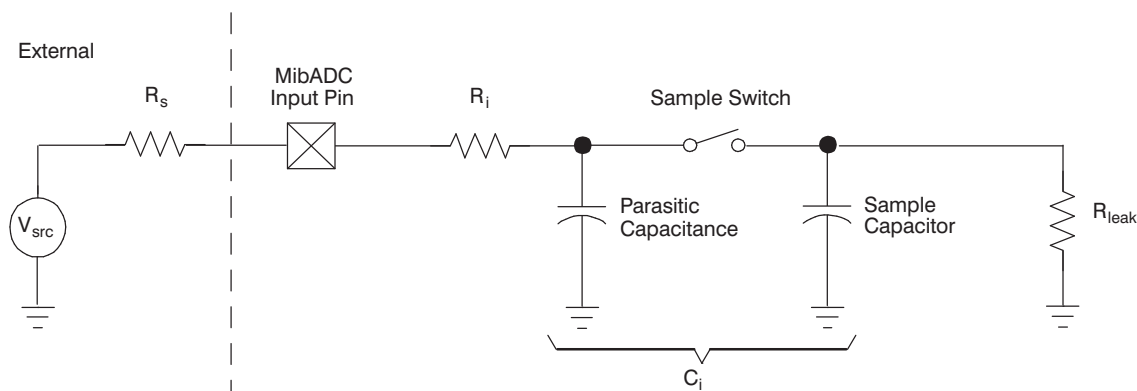 External
MibADC
Input Pin
Rs
Ri
Sample Switch
Vsrc
Parasitic
Capacitance
Sample
Capacitor
Rleak
Ci